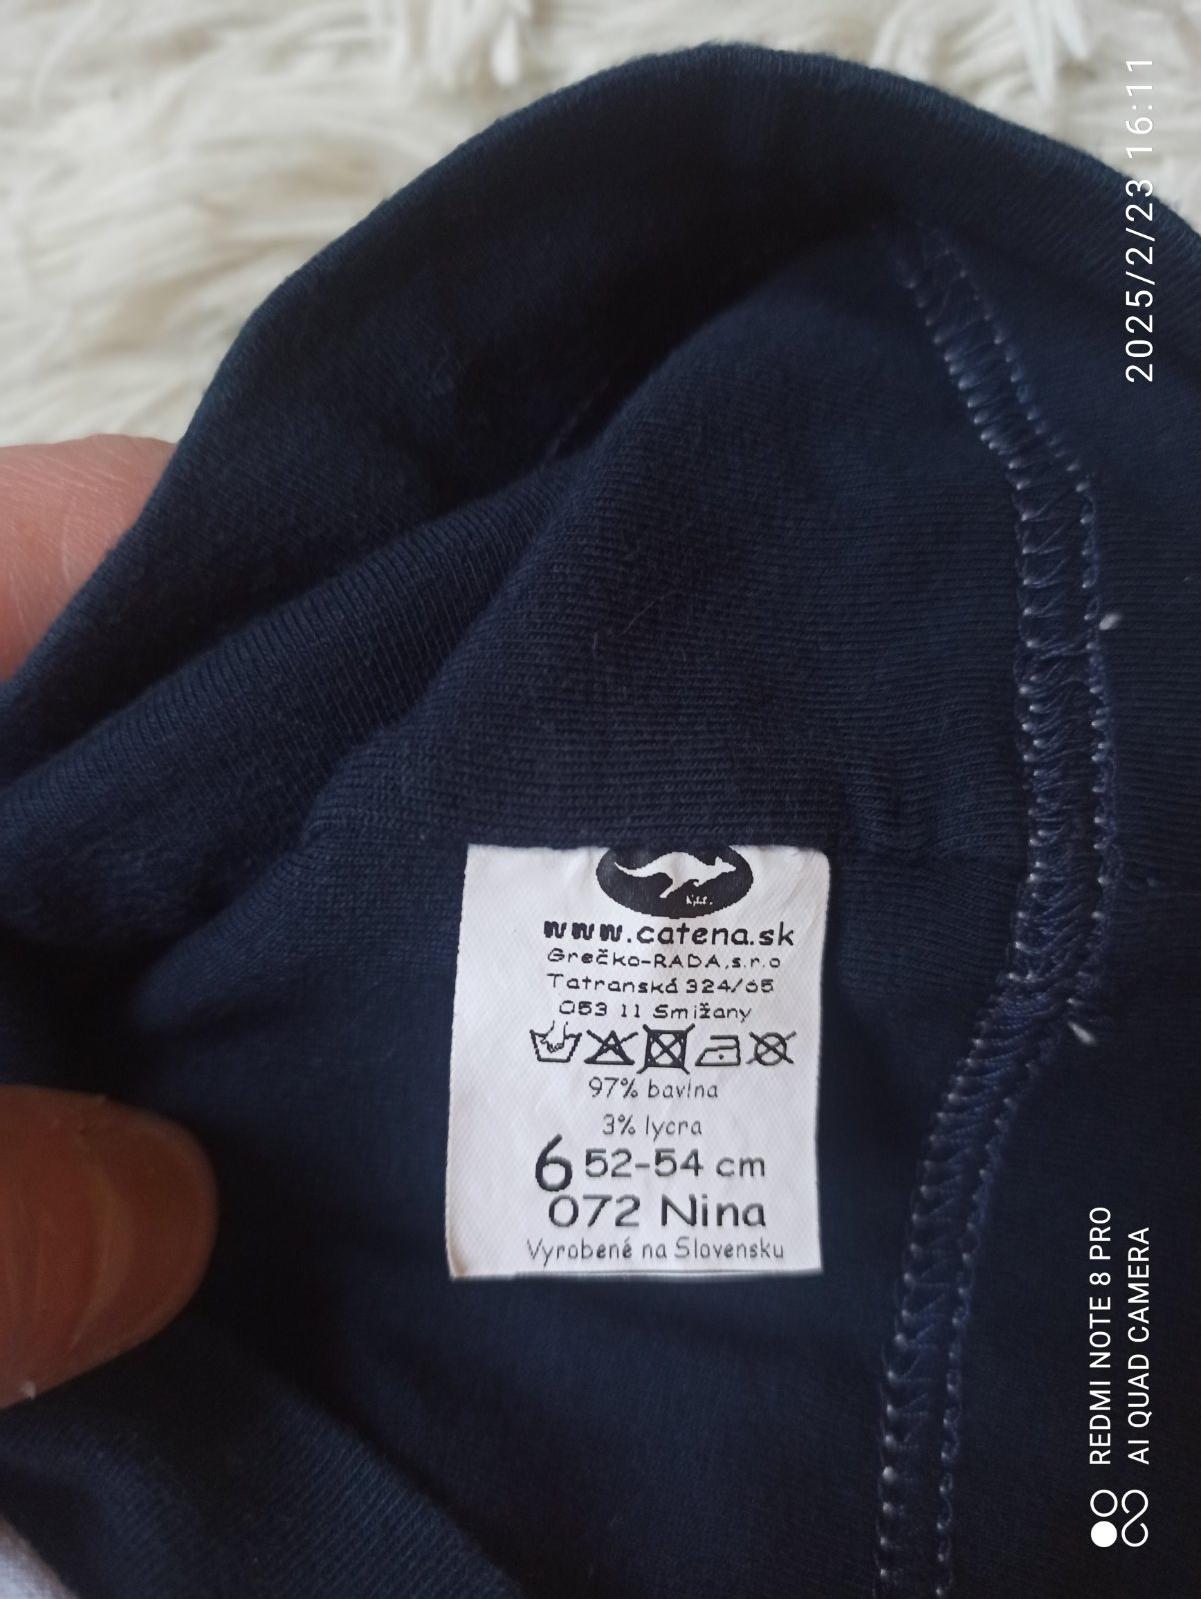 www.catena.sk
Grečko-RADA,s.r.o
Tatranská 324/65
053 11 Smižany
97% bavlna
3% lycra
6 52-54 cm
072 Nina
Vyrobené na Slovensku
2025/2/23 16:11
REDMI NOTE 8 PRO
AI QUAD CAMERA